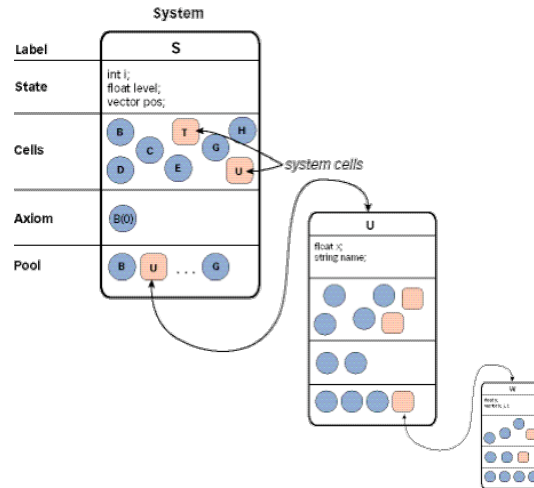 System
Label
S
State
int i;
float level;
vector pos;
Cells
B
T
H
C
G
D
E
U
system cells
Axiom
B(0)
Pool
B U ... G
U
float x;
string name;
W